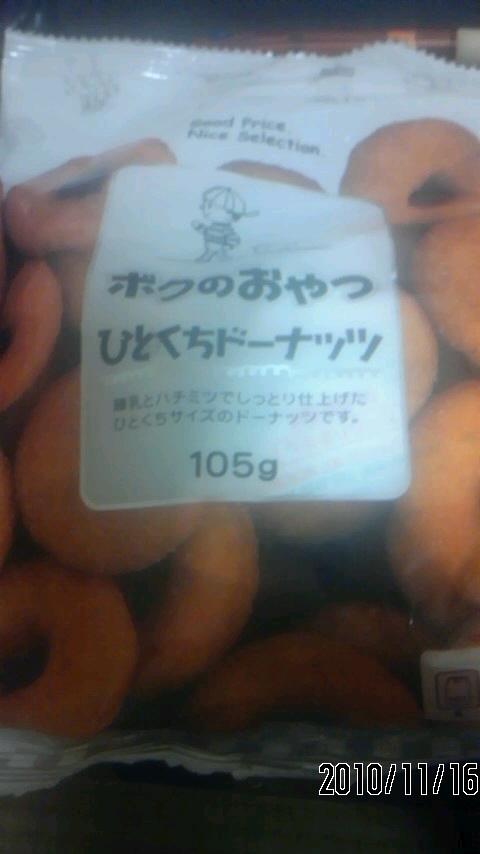 Good Price
Nice Selection
ボクのおやつ
ひとくちドーナッツ
練乳とハチミツでしっとり仕上げた
ひとくちサイズのドーナッツです。
105g
2010/11/16